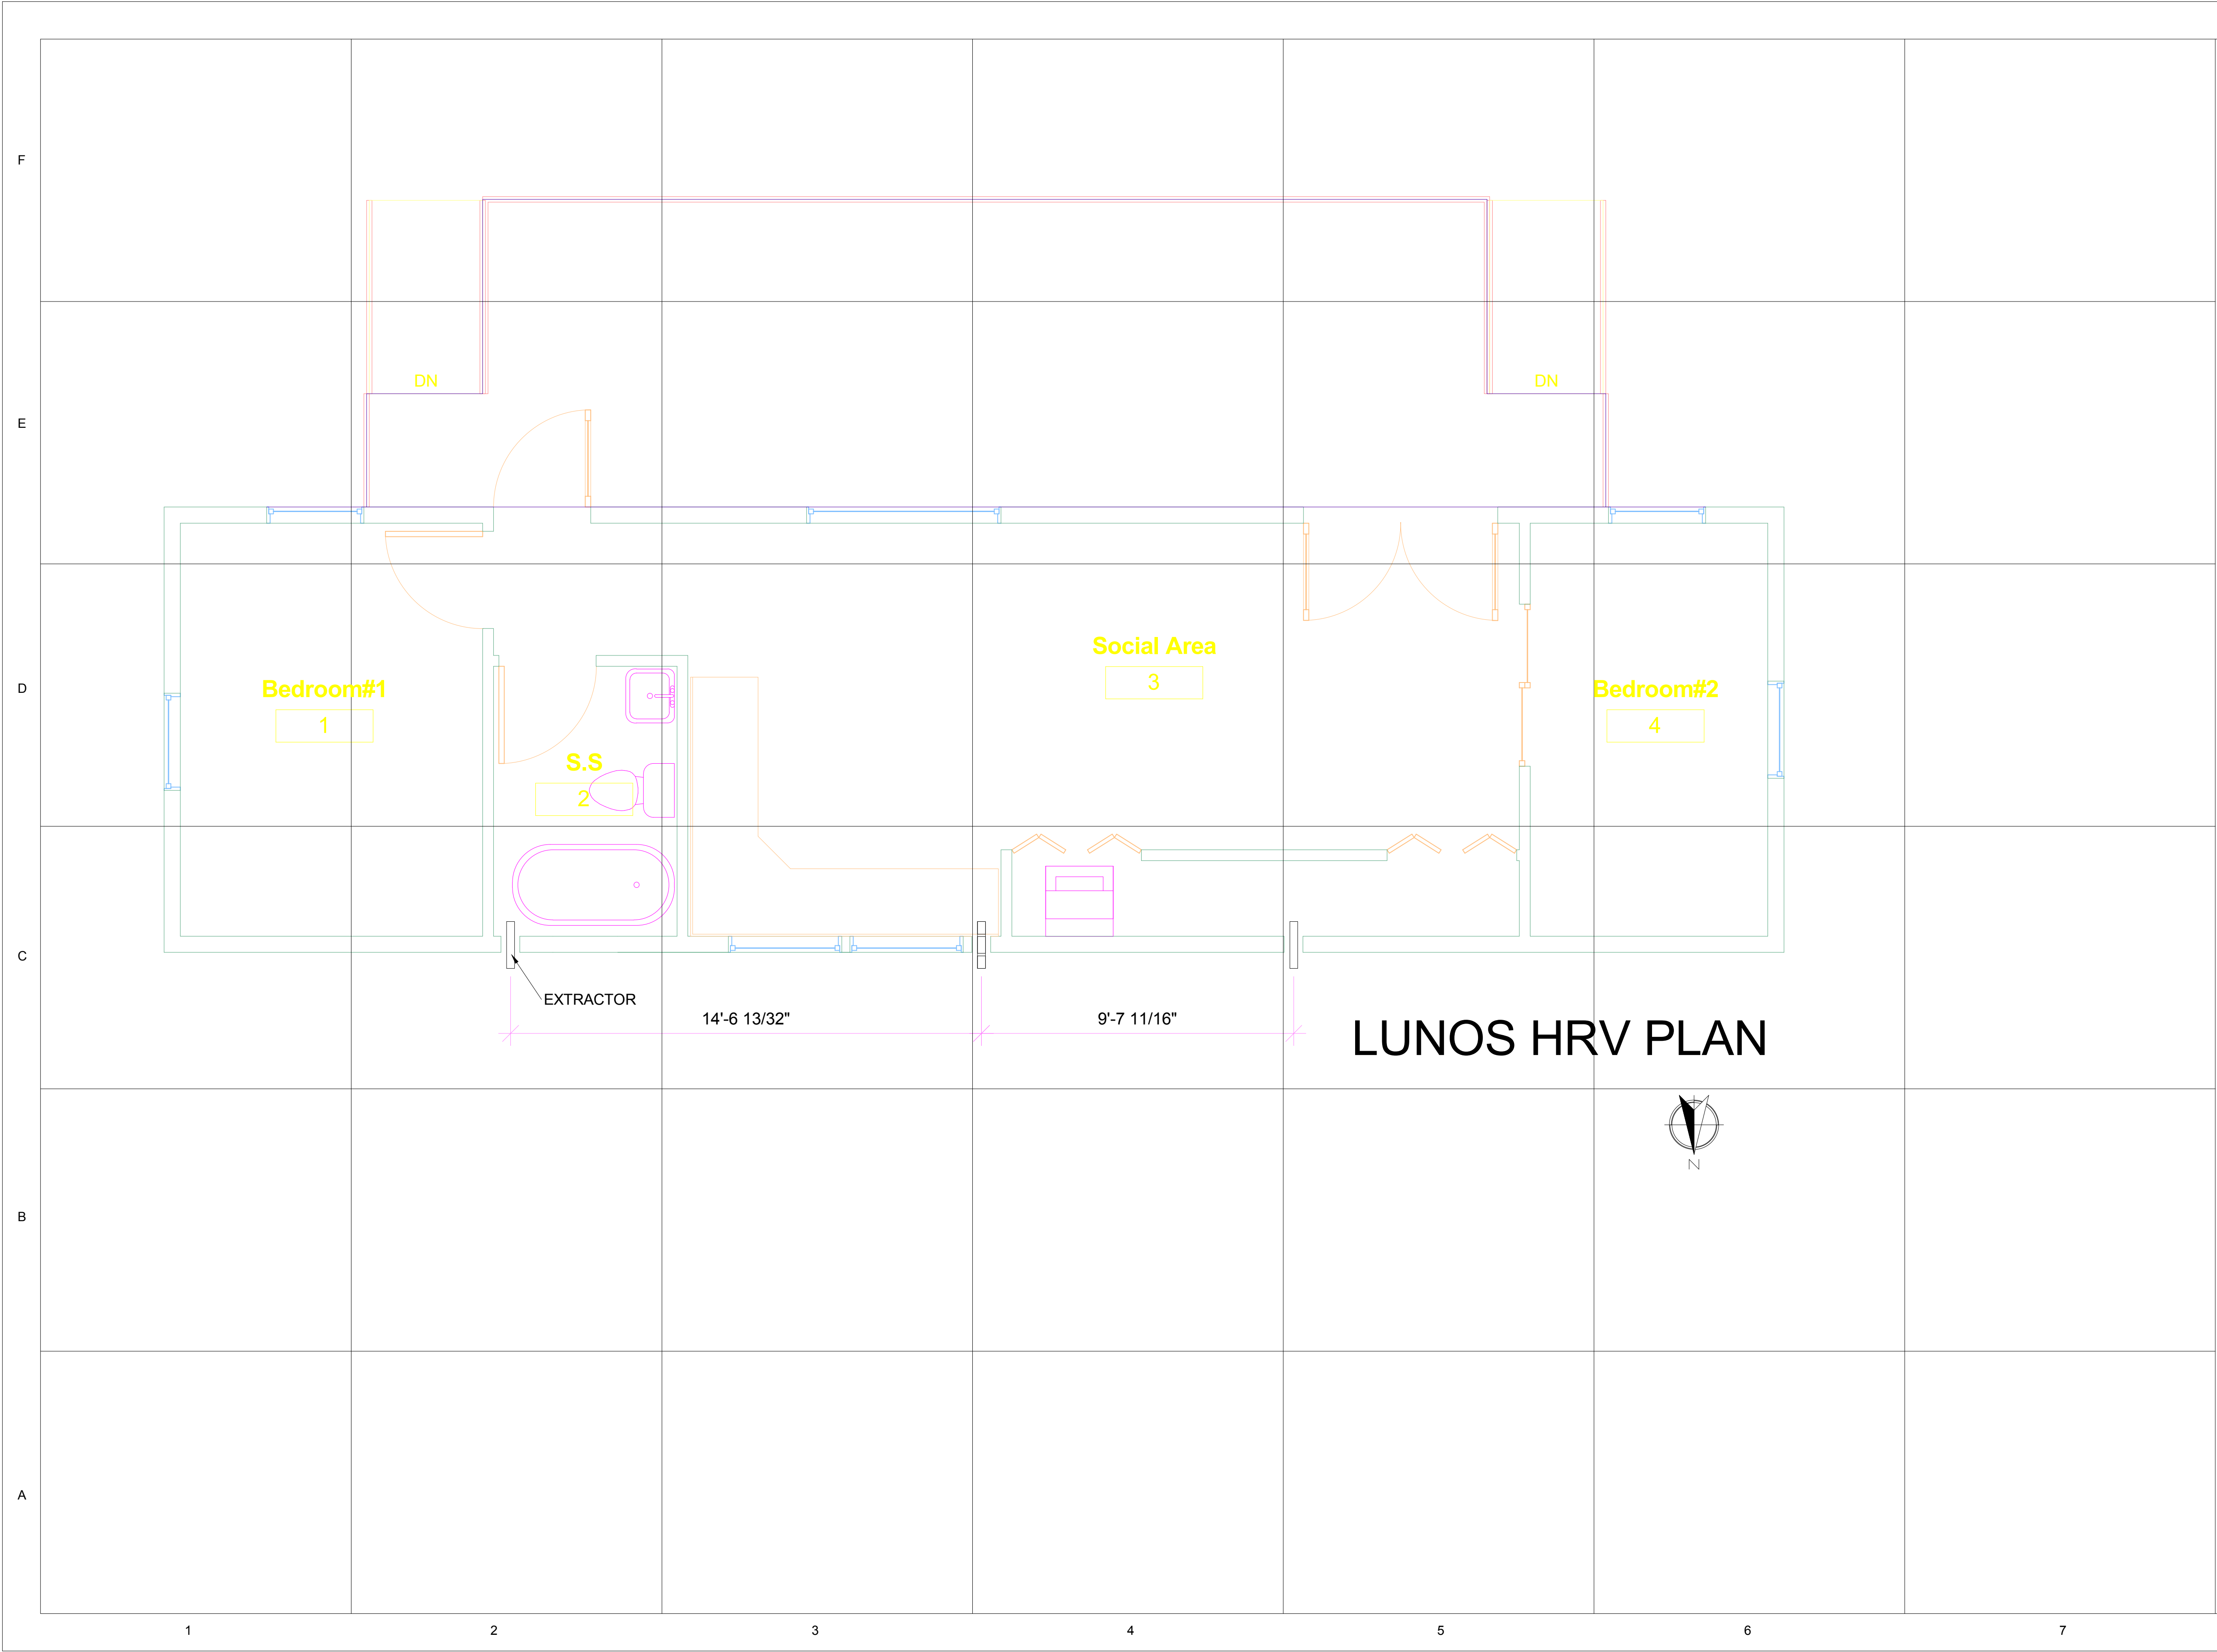 F
DN DN
E
Social Area
3
D
Bedroom#1
1
Bedroom#2
4
S.S
2
C
EXTRACTOR
14'-6 13/32" 9'-7 11/16"
LUNOS HRV PLAN
N
B
A
1 2 3 4 5 6 7